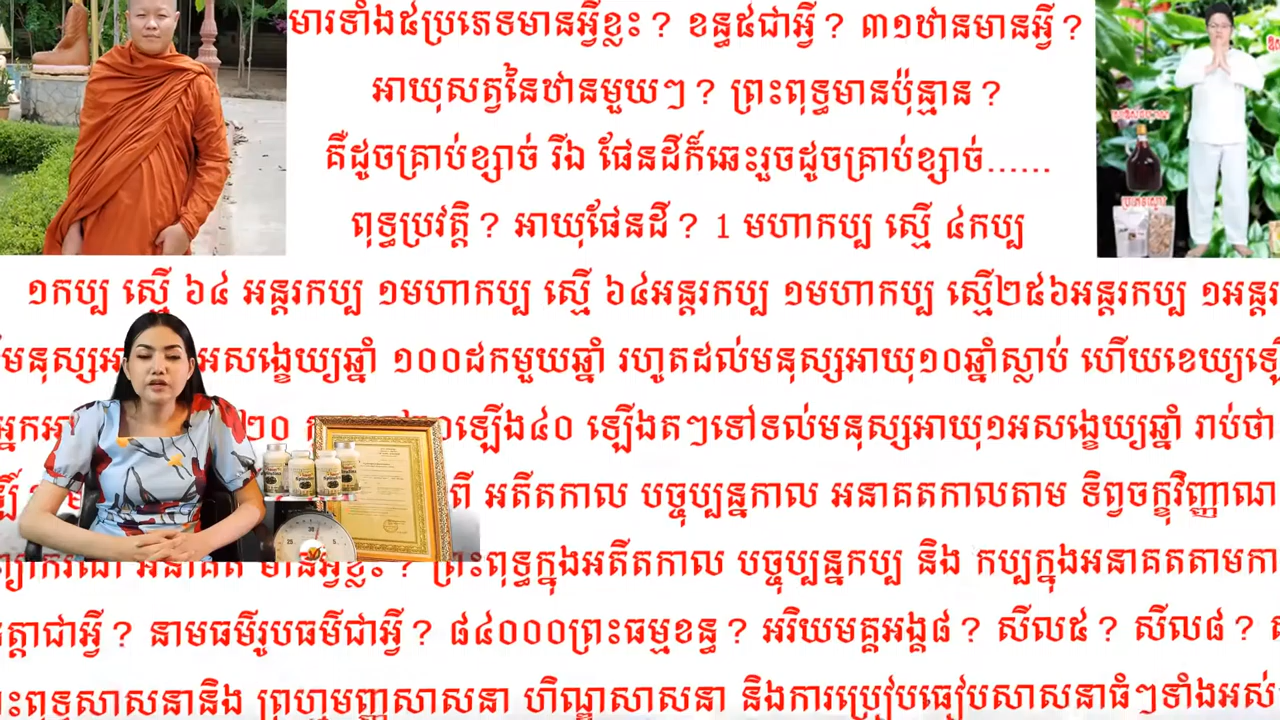 មារទាំង៥ប្រភេទមានអ្វីខ្លះ ? ខន្ធ៥ជាអ្វី ? ៣១ឋានមានអ្វី ?
អាយុសត្វនៃឋានមួយៗ ? ព្រះពុទ្ធមានប៉ុន្មាន ?
គឺដូចគ្រាប់ខ្សាច់ រីឯ ផែនដីក៏ឆេះរួចដូចគ្រាប់ខ្សាច់......
ពុទ្ធប្រវត្តិ ? អាយុផែនដី ? 1 មហាកប្ប ស្មើ ៤កប្ប
១កប្ប ស្មើ ៦៤ អន្តរកប្ប ១មហាកប្ប ស្មើ ៦៤អន្តរកប្ប ១មហាកប្ប ស្មើ២៥៦អន្តរកប្ប
អសង្ខេយ្យឆ្នាំ ១០០ដកមួយឆ្នាំ រហូតដល់មនុស្សអាយុ១០ឆ្នាំស្លាប់ ហើយខេយ្យឡើ
២០ ឡើង៤០ ឡើងតៗទៅទល់មនុស្សអាយុ១អសង្ខេយ្យឆ្នាំ រាប់ថា
ពី អតីតកាល បច្ចុប្បន្នកាល អនាគតកាលតាម ទិព្វចក្ខុវិញ្ញាណ
អនាគត មានអ្វីខ្លះ ? ព្រះពុទ្ធក្នុងអតីតកាល បច្ចុប្បន្នកប្ប និង កប្បក្នុងអនាគតតាមកា
ត្តាជាអ្វី ? នាមធម៌រូបធម៌ជាអ្វី ? ៨៤០០០ព្រះធម្មខន្ធ ? អរិយមគ្គអង្គ៨ ? សីល៥ ? សីល៨ ?
ះពុទ្ធសាសនានិង ព្រហ្មមញ្ញសាសនា ហិណ្ឌូសាសនា និងការប្រៀបធៀបសាសនាធំៗទាំងអស់